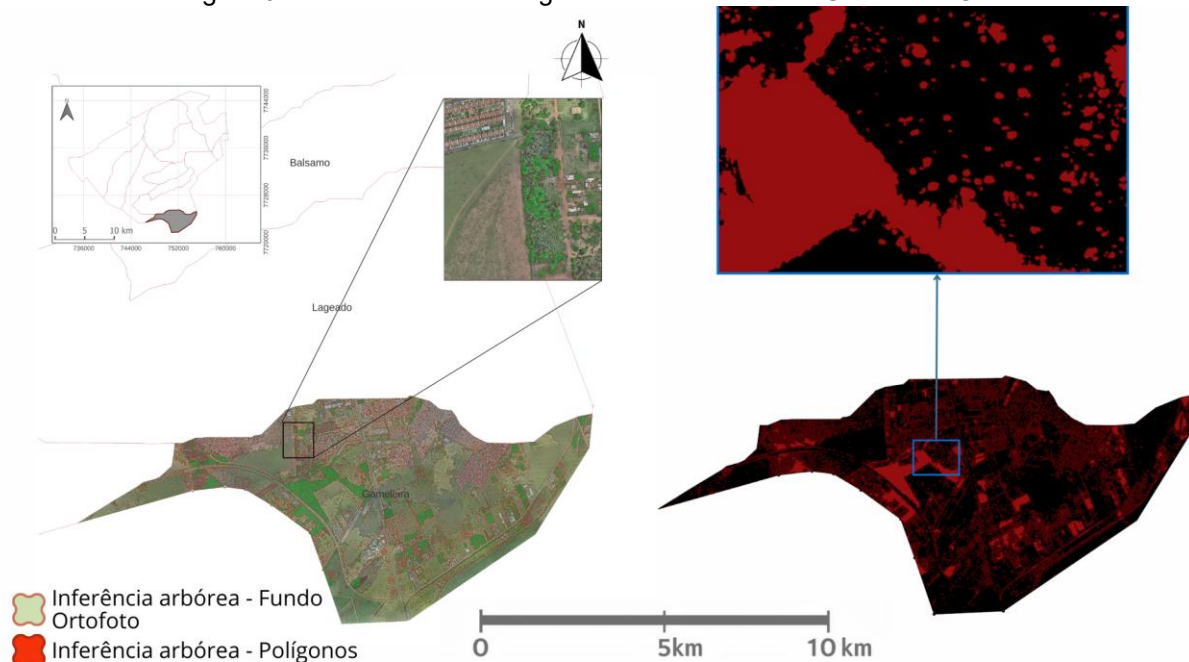 N
N
7744000
7736000
7728000
7720000
0 5 10 km
736000 744000 752000 760000
Balsamo
Lageado
Gameleira
Inferência arbórea - Fundo
Ortofoto
Inferência arbórea - Polígonos
0 5km 10 km